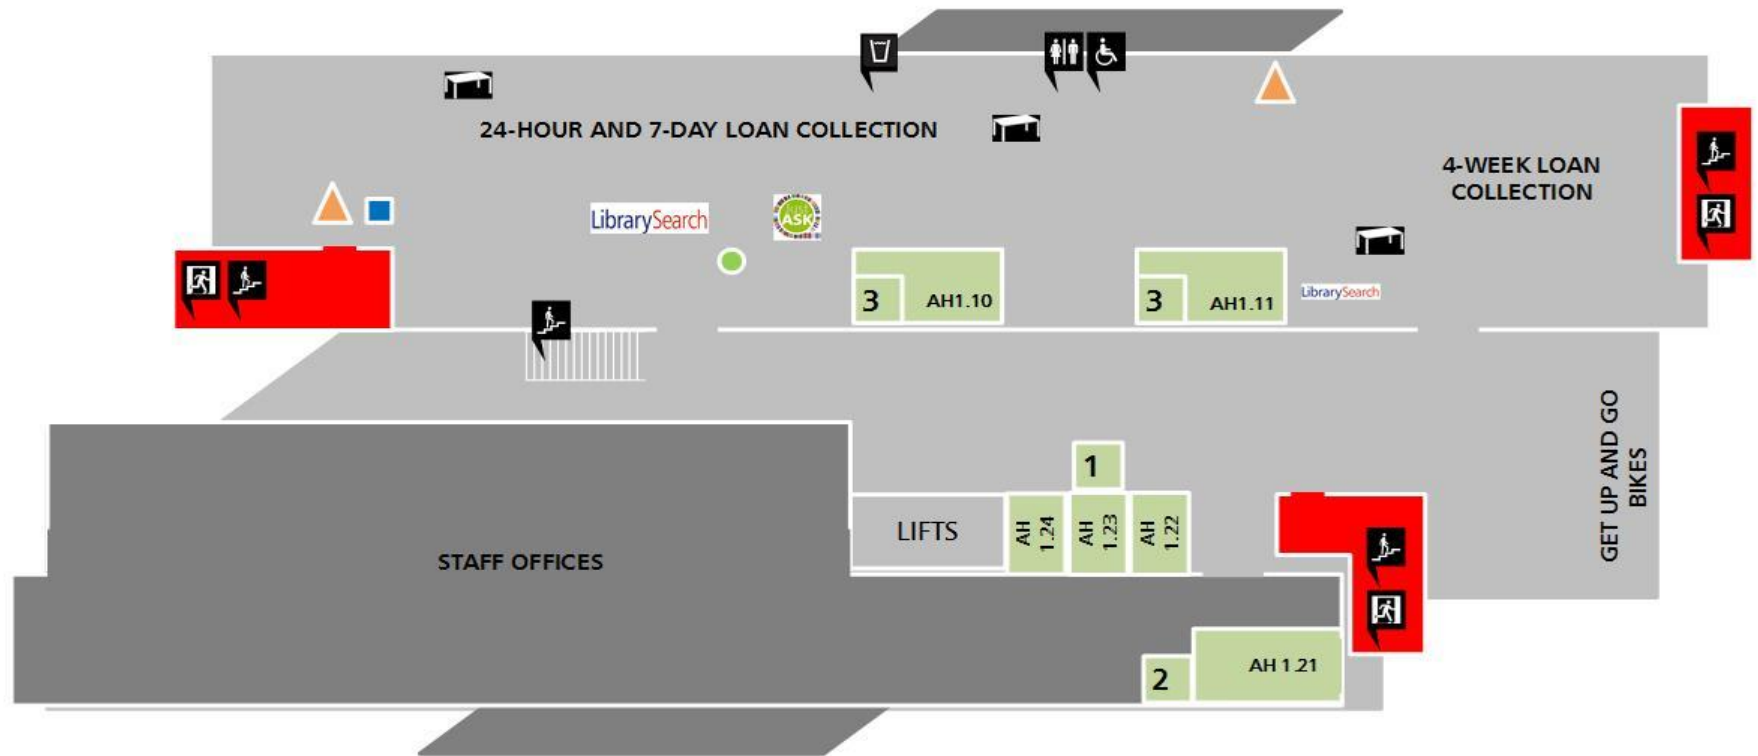 24-HOUR AND 7-DAY LOAN COLLECTION
4-WEEK LOAN
COLLECTION
LibrarySearch
Just
ASK
3
AH1.10
3
AH1.11
LibrarySearch
GET UP AND GO
BIKES
1
LIFTS
AH
1.24
AH
1.23
AH
1.22
STAFF OFFICES
2
AH 1.21